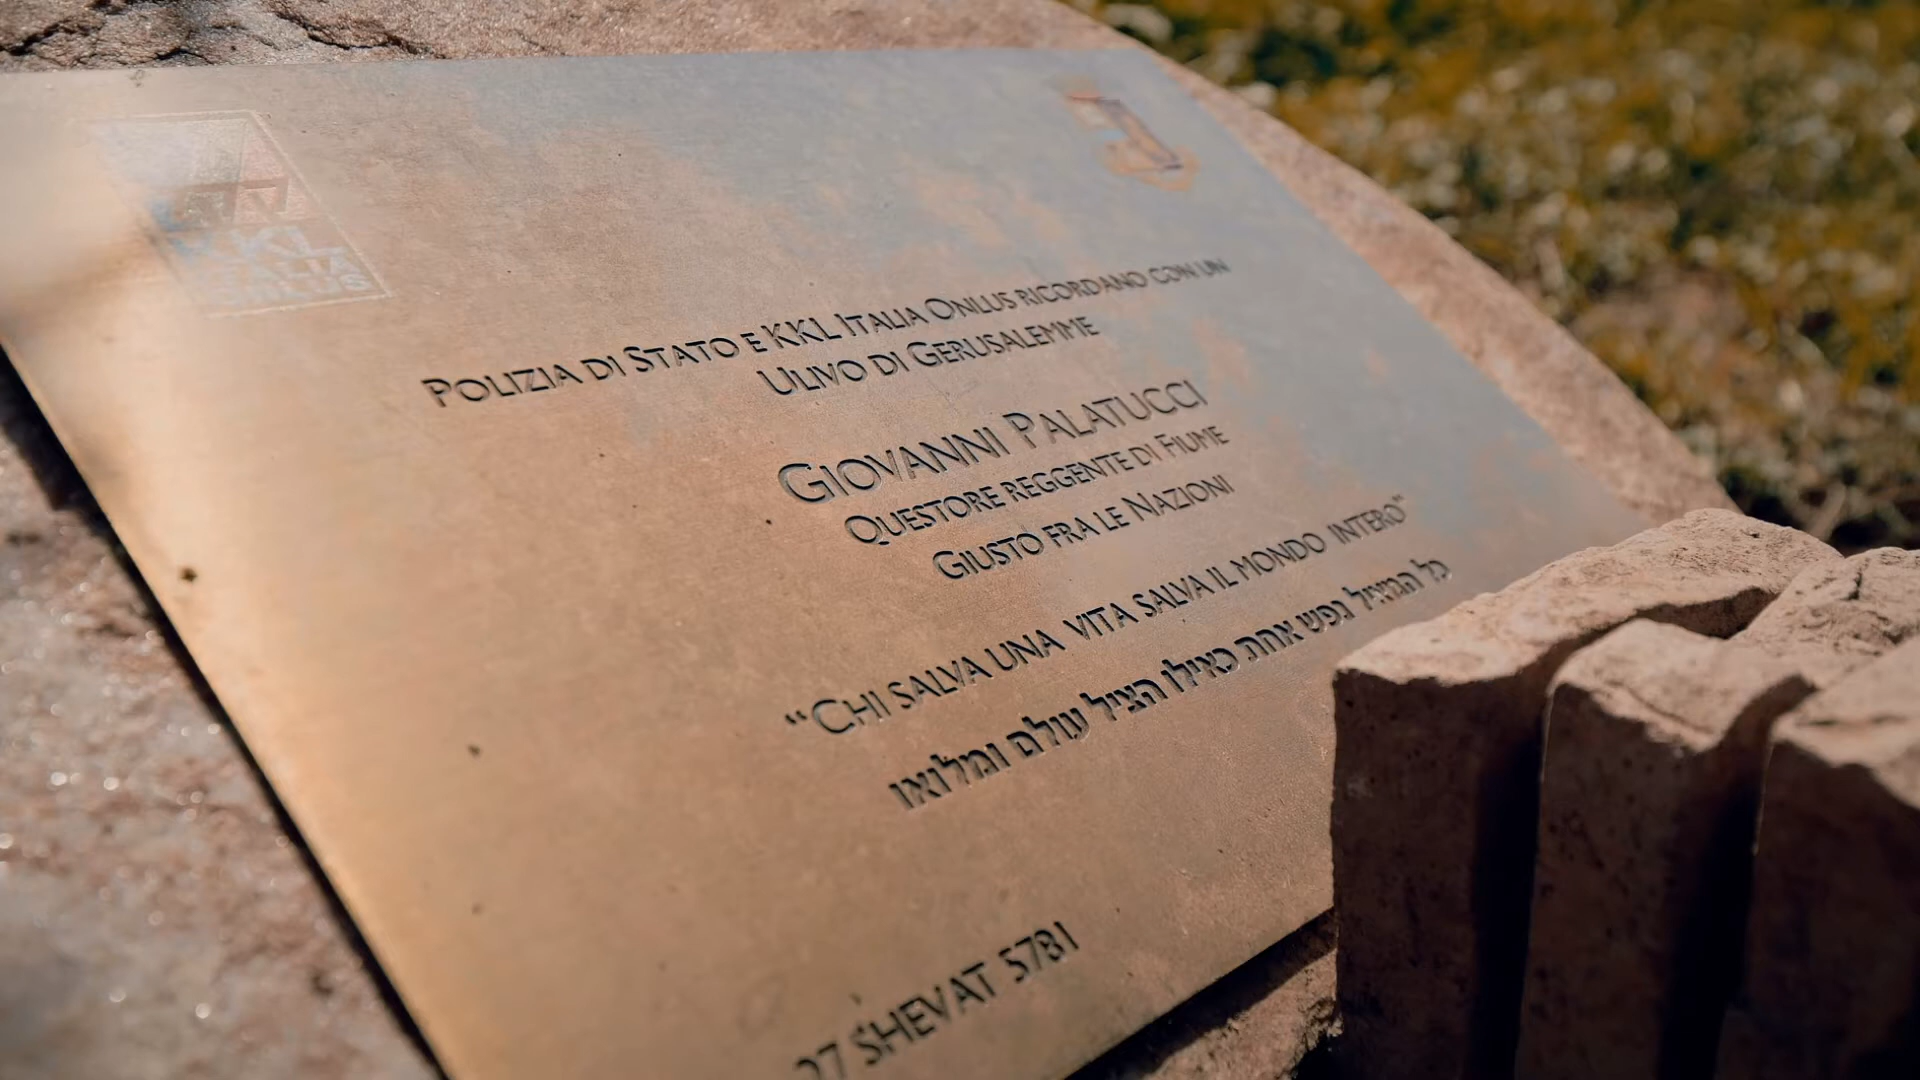 KKL
ITALIA
ONLUS
POLIZIA DI STATO E KKL ITALIA ONLUS RICORDANO CON UN
ULIVO DI GERUSALEMME
GIOVANNI PALATUCCI
QUESTORE REGGENTE DI FIUME
GIUSTO FRA LE NAZIONI
“CHI SALVA UNA VITA SALVA IL MONDO INTERO”
כל המציל נפש אחת כאילו הציל עולם ומלואו
27 SHEVAT 5781